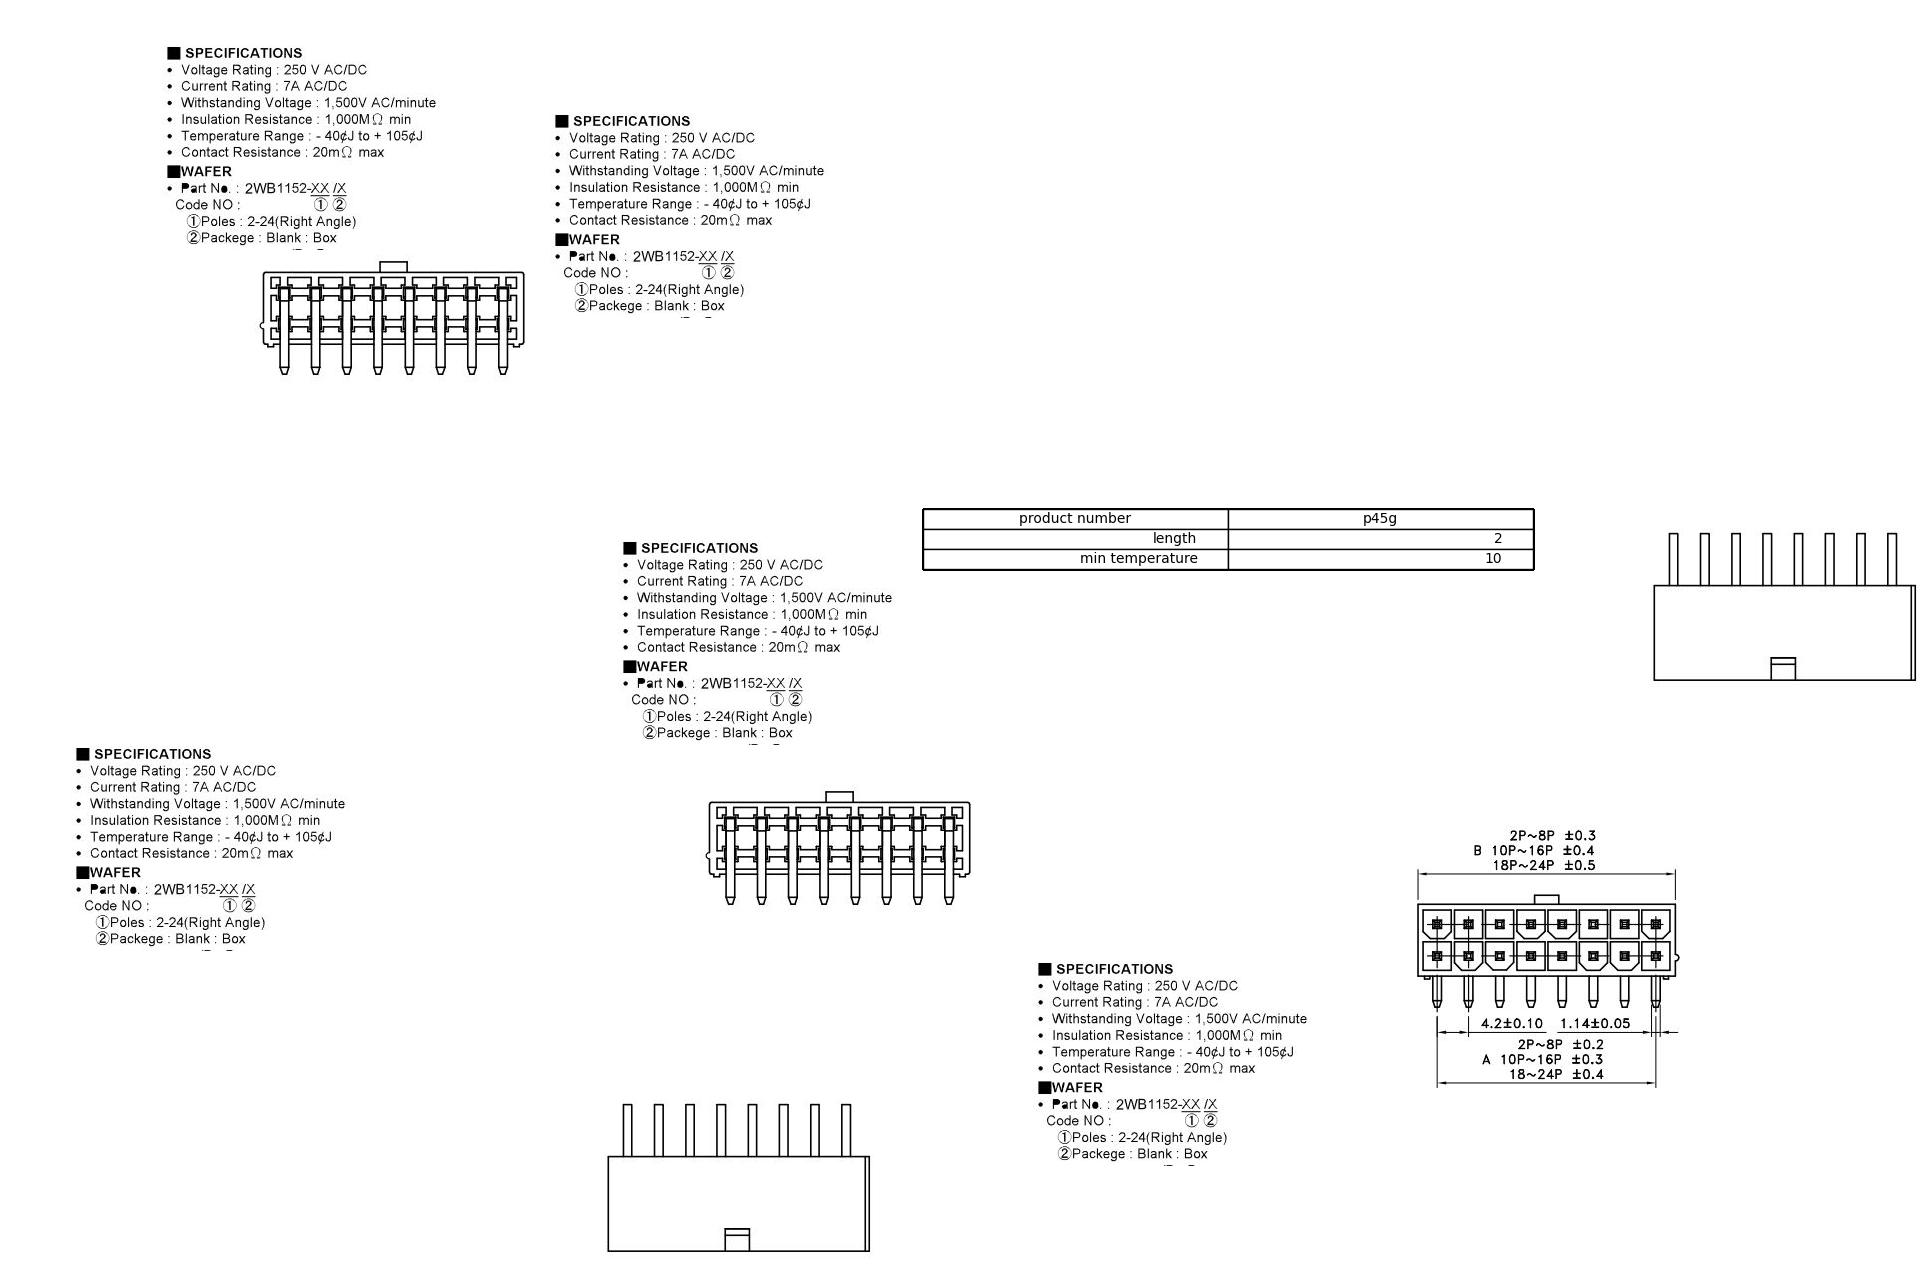 ■ SPECIFICATIONS
• Voltage Rating : 250 V AC/DC
• Current Rating : 7A AC/DC
• Withstanding Voltage : 1,500V AC/minute
• Insulation Resistance : 1,000MΩ min
• Temperature Range : - 40¢J to + 105¢J
• Contact Resistance : 20mΩ max
■WAFER
• Part No. : 2WB1152-XX /X
Code NO : ① ②
①Poles : 2-24(Right Angle)
②Packege : Blank : Box
■ SPECIFICATIONS
• Voltage Rating : 250 V AC/DC
• Current Rating : 7A AC/DC
• Withstanding Voltage : 1,500V AC/minute
• Insulation Resistance : 1,000MΩ min
• Temperature Range : - 40¢J to + 105¢J
• Contact Resistance : 20mΩ max
■WAFER
• Part No. : 2WB1152-XX /X
Code NO : ① ②
①Poles : 2-24(Right Angle)
②Packege : Blank : Box
product number p45g
length 2
min temperature 10
■ SPECIFICATIONS
• Voltage Rating : 250 V AC/DC
• Current Rating : 7A AC/DC
• Withstanding Voltage : 1,500V AC/minute
• Insulation Resistance : 1,000MΩ min
• Temperature Range : - 40¢J to + 105¢J
• Contact Resistance : 20mΩ max
■WAFER
• Part No. : 2WB1152-XX /X
Code NO : ① ②
①Poles : 2-24(Right Angle)
②Packege : Blank : Box
■ SPECIFICATIONS
• Voltage Rating : 250 V AC/DC
• Current Rating : 7A AC/DC
• Withstanding Voltage : 1,500V AC/minute
• Insulation Resistance : 1,000MΩ min
• Temperature Range : - 40¢J to + 105¢J
• Contact Resistance : 20mΩ max
■WAFER
• Part No. : 2WB1152-XX /X
Code NO : ① ②
①Poles : 2-24(Right Angle)
②Packege : Blank : Box
2P~8P ±0.3
B 10P~16P ±0.4
18P~24P ±0.5
4.2±0.10 1.14±0.05
2P~8P ±0.2
A 10P~16P ±0.3
18~24P ±0.4
■ SPECIFICATIONS
• Voltage Rating : 250 V AC/DC
• Current Rating : 7A AC/DC
• Withstanding Voltage : 1,500V AC/minute
• Insulation Resistance : 1,000MΩ min
• Temperature Range : - 40¢J to + 105¢J
• Contact Resistance : 20mΩ max
■WAFER
• Part No. : 2WB1152-XX /X
Code NO : ① ②
①Poles : 2-24(Right Angle)
②Packege : Blank : Box